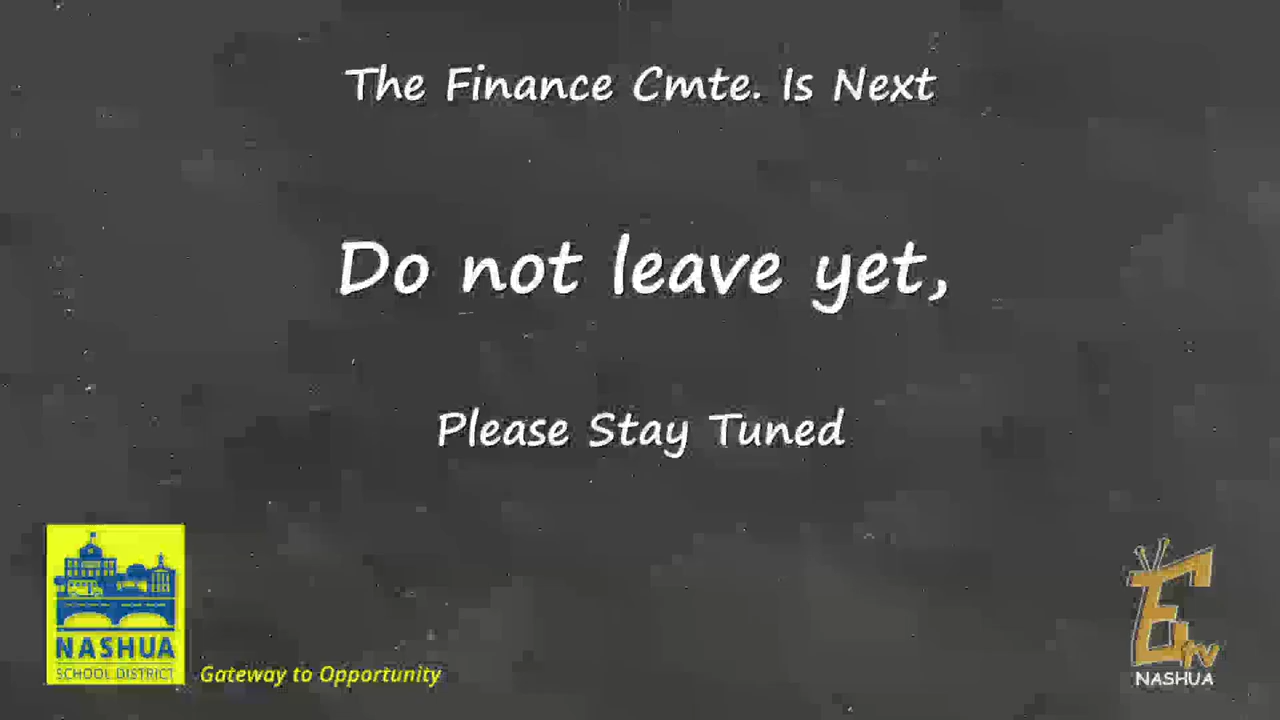 The Finance Cmte. Is Next
Do not leave yet,
Please Stay Tuned
NASHUA
SCHOOL DISTRICT
Gateway to Opportunity
Etv
NASHUA